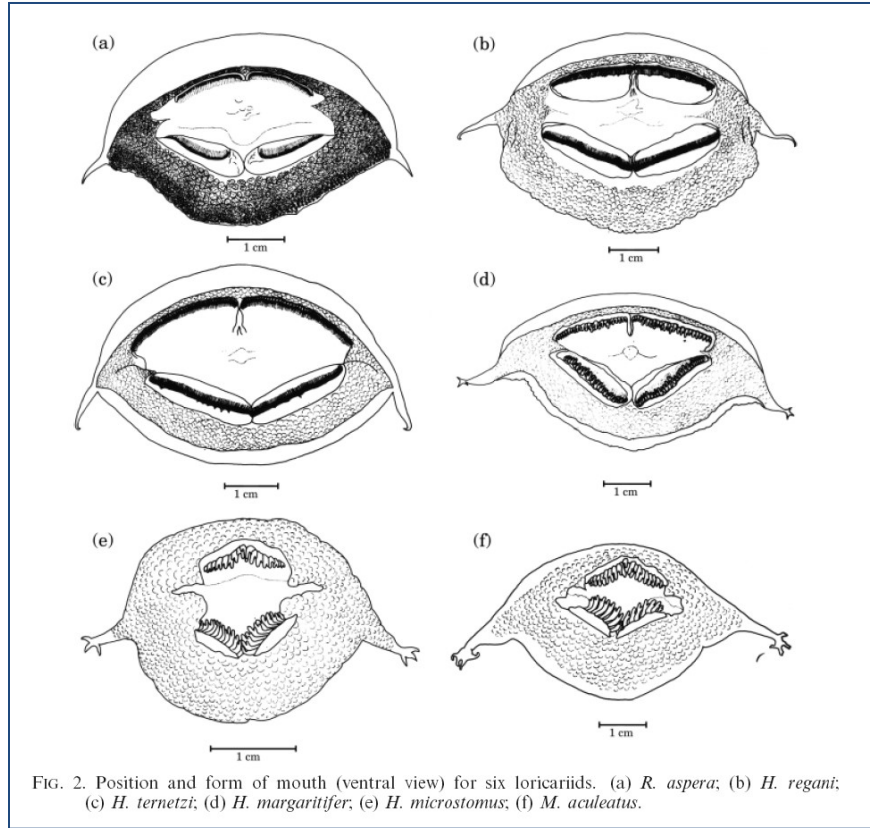 (a) (b)
1 cm 1 cm
(c) (d)
1 cm 1 cm
(e) (f)
1 cm 1 cm
FIG. 2. Position and form of mouth (ventral view) for six loricariids. (a) R. aspera; (b) H. regani;
(c) H. ternetzi; (d) H. margaritifer; (e) H. microstomus; (f) M. aculeatus.